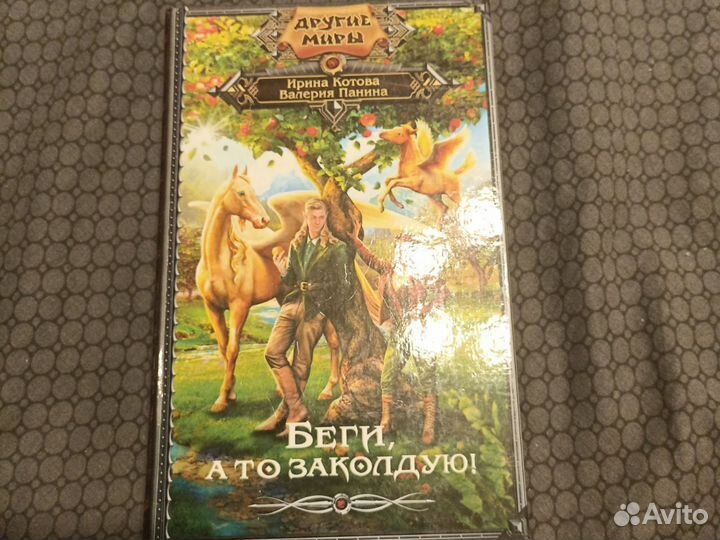 ДРУГИЕ
МИРЫ
Ирина Котова
Валерия Панина
Беги,
а то заколдую!
Avito